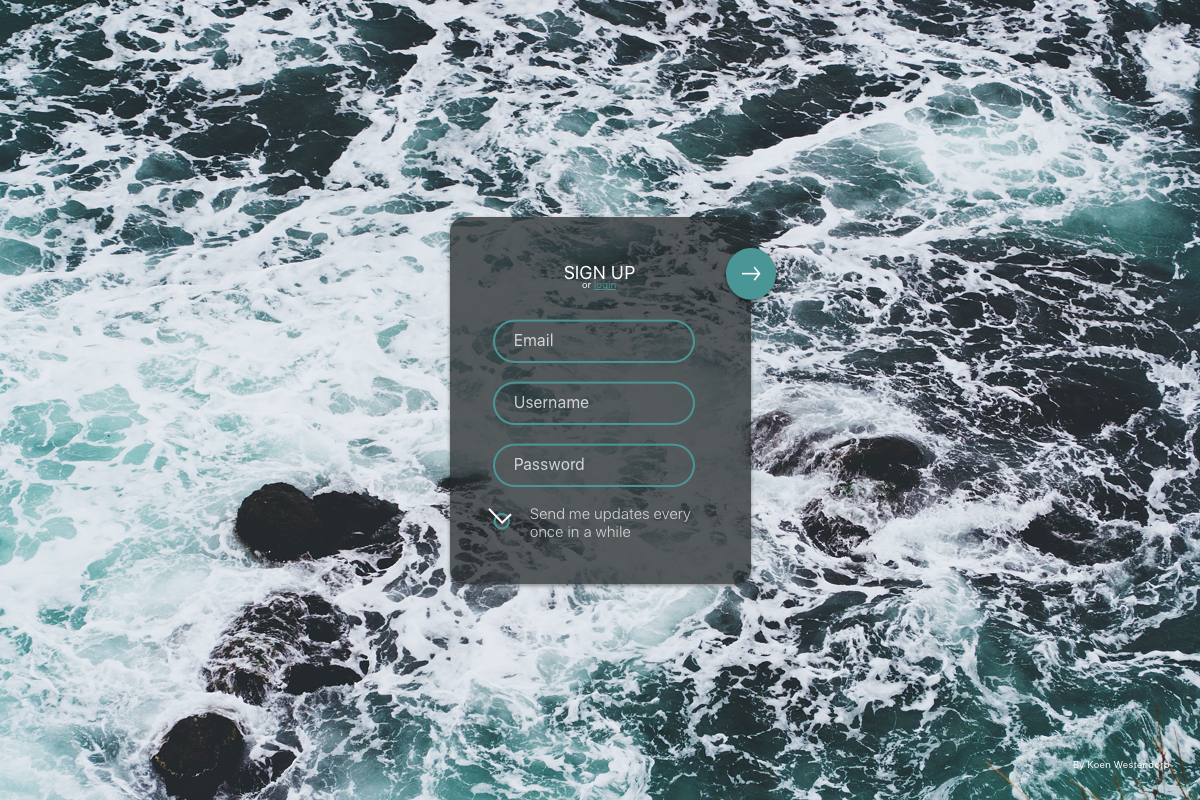 SIGN UP
or login
Email
Username
Password
Send me updates every
once in a while
By Koen Westendorp